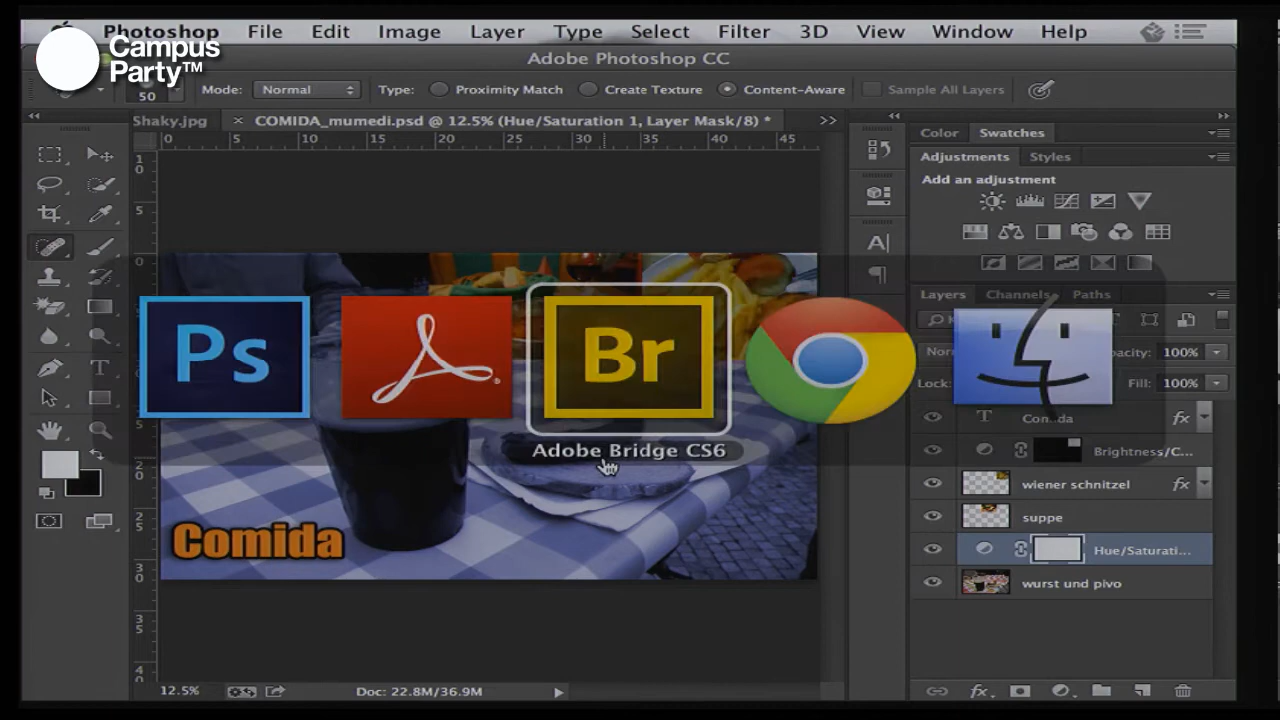 Photoshop File Edit Image Layer Type Select Filter 3D View Window Help
Campus
Party™
Adobe Photoshop CC
50 Mode: Normal Type: Proximity Match Create Texture Content-Aware Sample All Layers
Shaky.jpg × COMIDA_mumedi.psd @ 12.5% (Hue/Saturation 1, Layer Mask/8) * >>
Color Swatches
0 5 10 15 20 25 30 35 40 45
Adjustments Styles
Add an adjustment
Layers Channels Paths
Ps
Br
Adobe Bridge CS6
Opacity: 100%
Lock: Fill: 100%
T Comida fx
Brightness/C...
wiener schnitzel fx
suppe
Hue/Saturati...
wurst und pivo
Comida
12.5% Doc: 22.8M/36.9M
fx